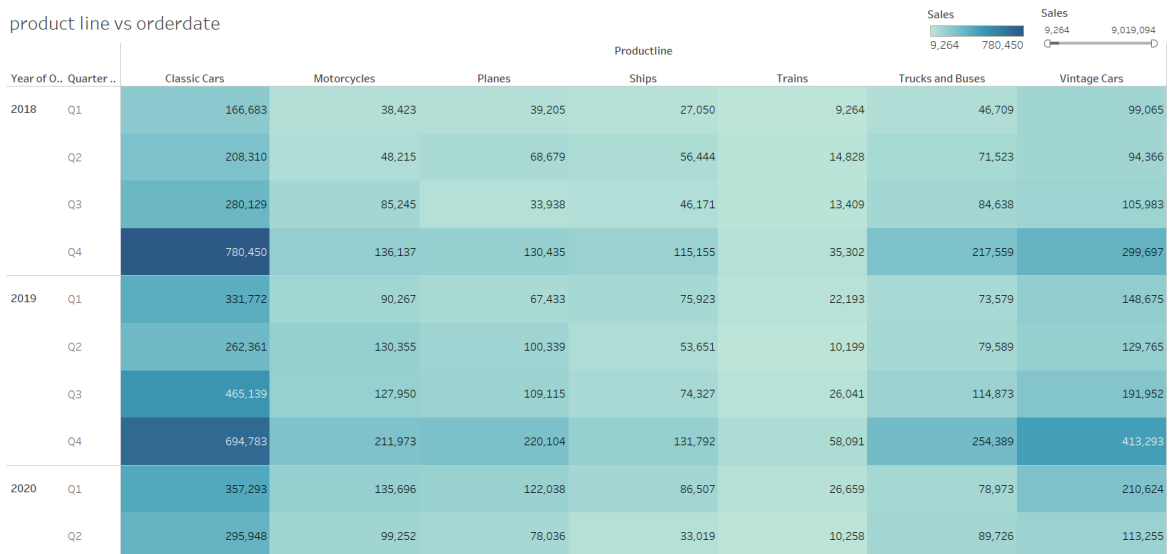 product line vs orderdate
Sales
9,264 780,450
Sales
9,264 9,019,094
Productline
Year of O.. Quarter .. Classic Cars Motorcycles Planes Ships Trains Trucks and Buses Vintage Cars
2018 Q1 166,683 38,423 39,205 27,050 9,264 46,709 99,065
Q2 208,310 48,215 68,679 56,444 14,828 71,523 94,366
Q3 280,129 85,245 33,938 46,171 13,409 84,638 105,983
Q4 780,450 136,137 130,435 115,155 35,302 217,559 299,697
2019 Q1 331,772 90,267 67,433 75,923 22,193 73,579 148,675
Q2 262,361 130,355 100,339 53,651 10,199 79,589 129,765
Q3 465,139 127,950 109,115 74,327 26,041 114,873 191,952
Q4 694,783 211,973 220,104 131,792 58,091 254,389 413,293
2020 Q1 357,293 135,696 122,038 86,507 26,659 78,973 210,624
Q2 295,948 99,252 78,036 33,019 10,258 89,726 113,255